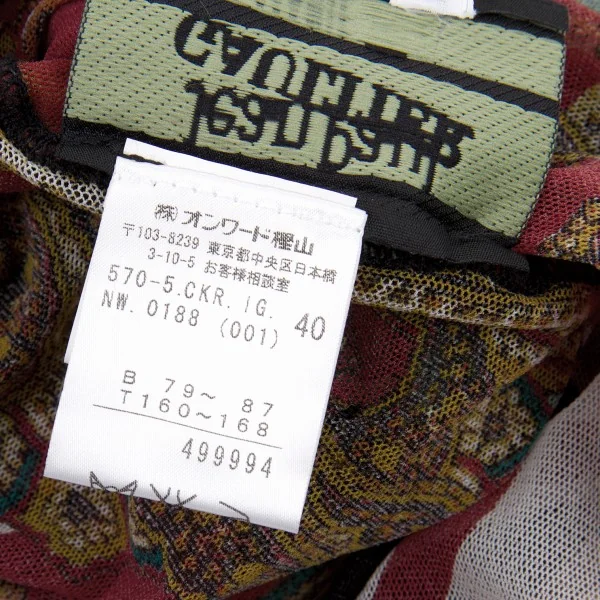 GAULTIER
(株)オンワード樫山
〒103-8239 東京都中央区日本橋
3-10-5 お客様相談室
570-5.CKR.IG. 40
NW. 0188 (001)
B 79～ 87
T160～168
499994